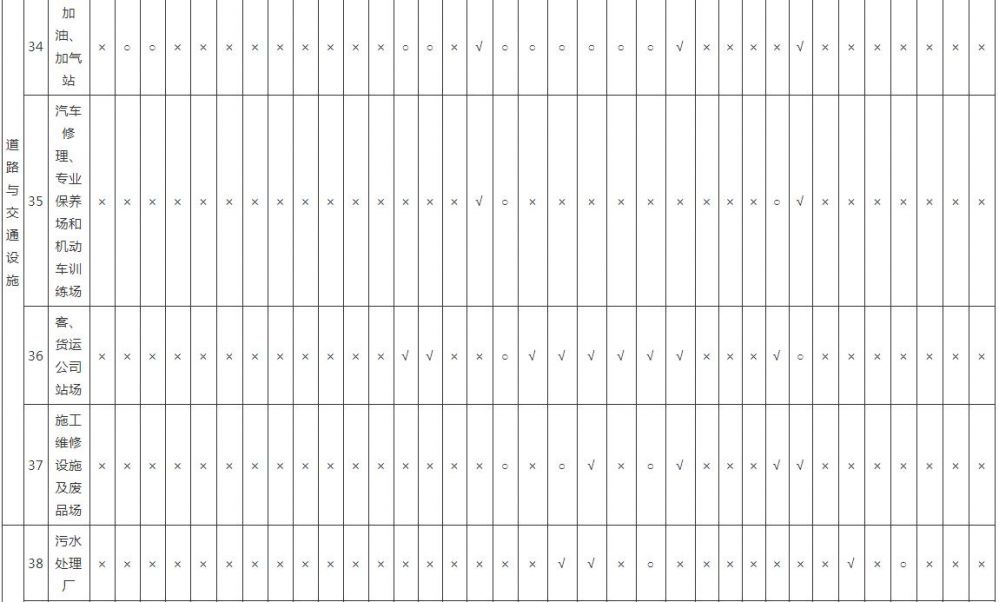 道
路
与
交
通
设
施
34
加
油、
加气
站
× ○ ○ × × × × × × × × × ○ ○ × √ ○ ○ ○ ○ ○ ○ √ × × × × √ × × × × × × ×
35
汽车
修
理、
专业
保养
场和
机动
车训
练场
× × × × × × × × × × × × × × × √ ○ × × × × × × × × × ○ √ × × × × × × ×
36
客、
货运
公司
站场
× × × × × × × × × × × × √ √ × × ○ √ √ √ √ √ √ × × × √ ○ × × × × × × ×
37
施工
维修
设施
及废
品场
× × × × × × × × × × × × × × × × ○ × ○ √ × ○ √ × × × √ √ × × × × × × ×
38
污水
处理
厂
× × × × × × × × × × × × × × × × × × √ √ × ○ × × × × × × × √ × ○ × × ×